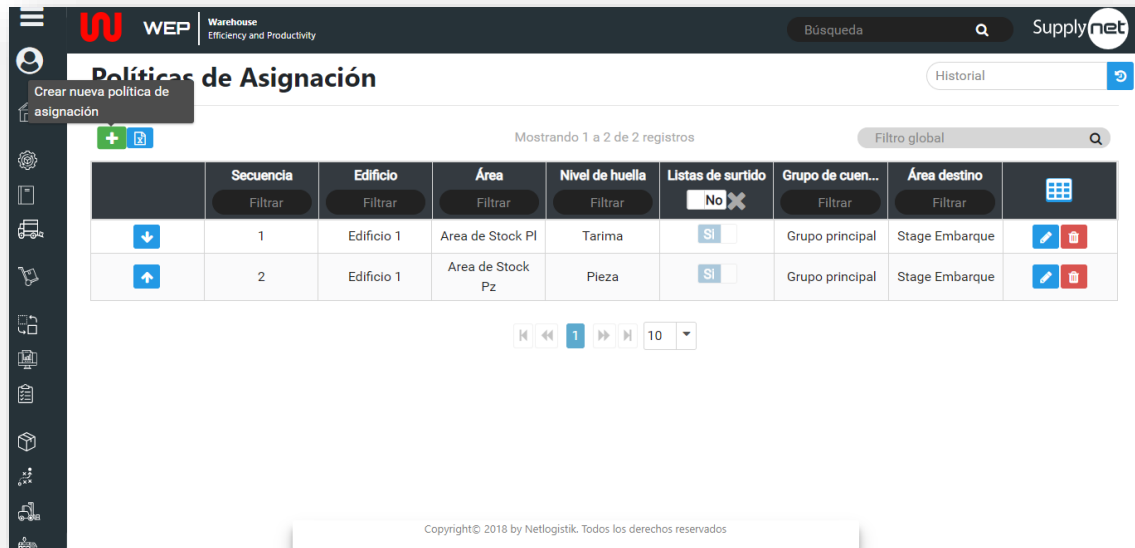 WEP
Warehouse
Efficiency and Productivity
Búsqueda
Supplynet
Políticas de Asignación
Historial
Crear nueva política de
asignación
Mostrando 1 a 2 de 2 registros
Filtro global
Secuencia Edificio Área Nivel de huella Listas de surtido Grupo de cuen... Área destino
Filtrar Filtrar Filtrar Filtrar No Filtrar Filtrar
1 Edificio 1 Area de Stock Pl Tarima SI Grupo principal Stage Embarque
2 Edificio 1 Area de Stock Pz Pieza SI Grupo principal Stage Embarque
1 10
Copyright© 2018 by Netlogistik. Todos los derechos reservados